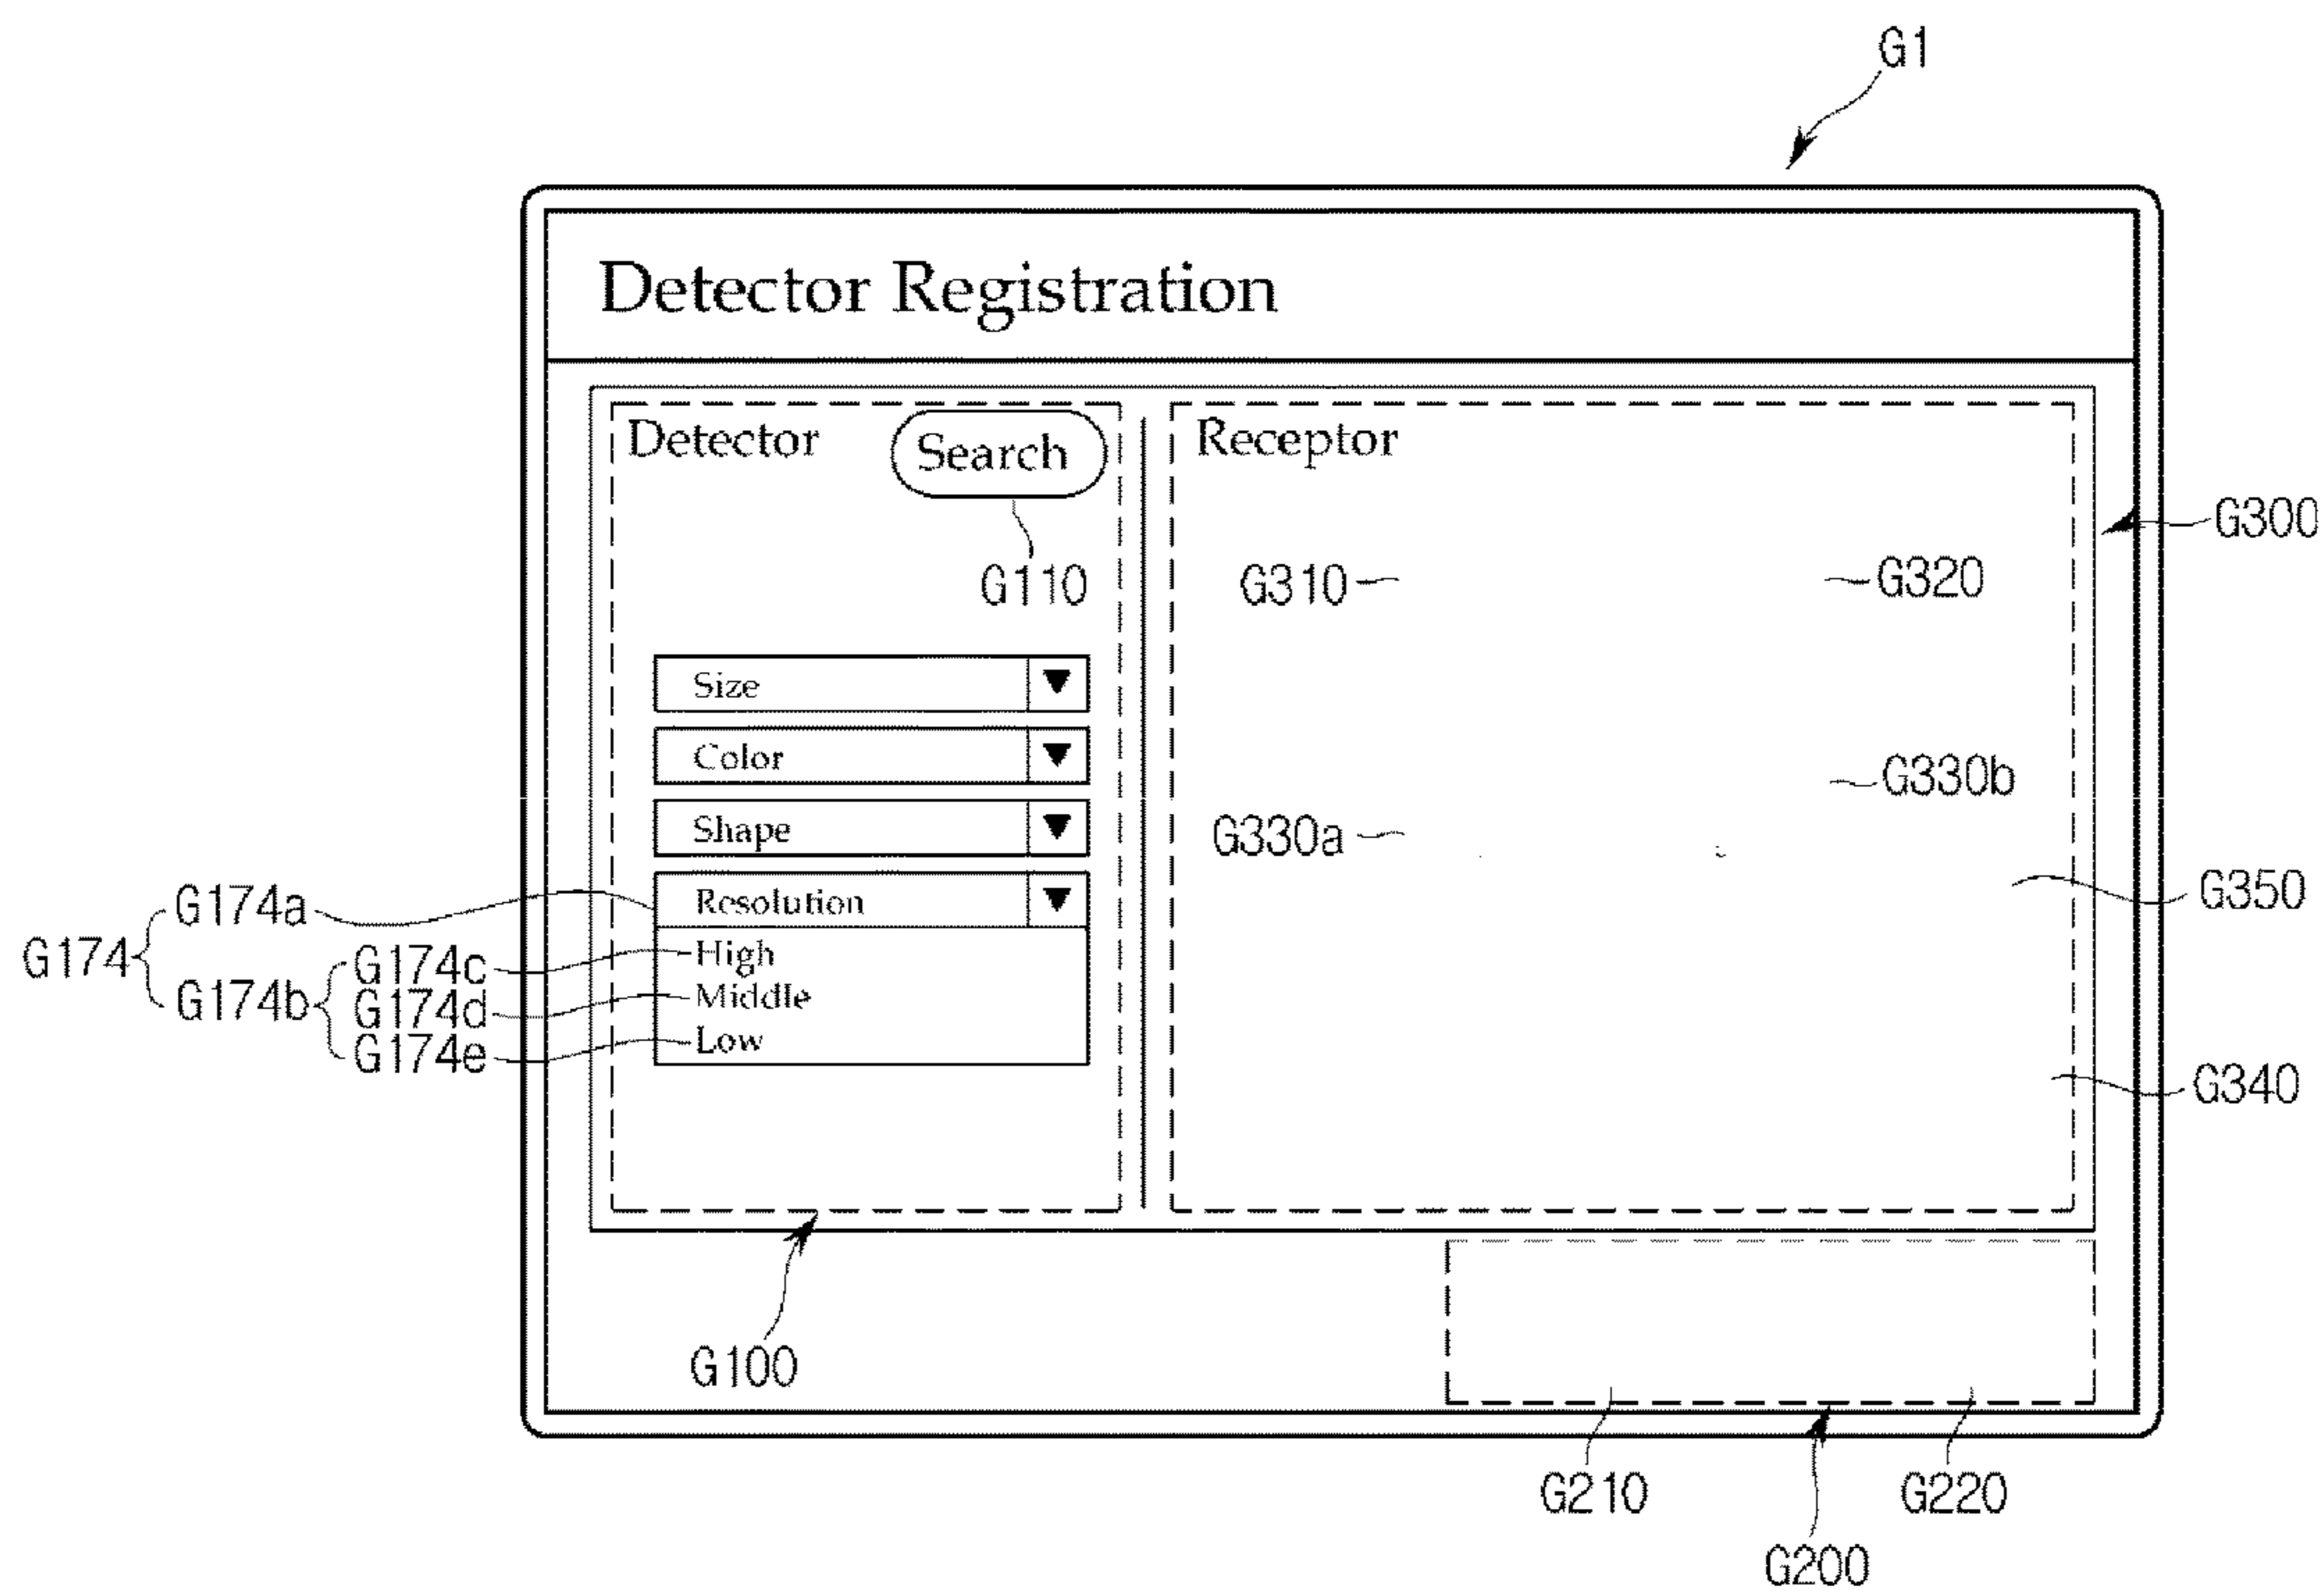 G1
Detector Registration
Detector
Search
Receptor
G300
G110
G310
G320
Size
Color
G330b
Shape
G330a
G350
G174a
Resolution
G174
G174c
High
G174b
G174d
Middle
G174e
Low
G340
G100
G210
G220
G200